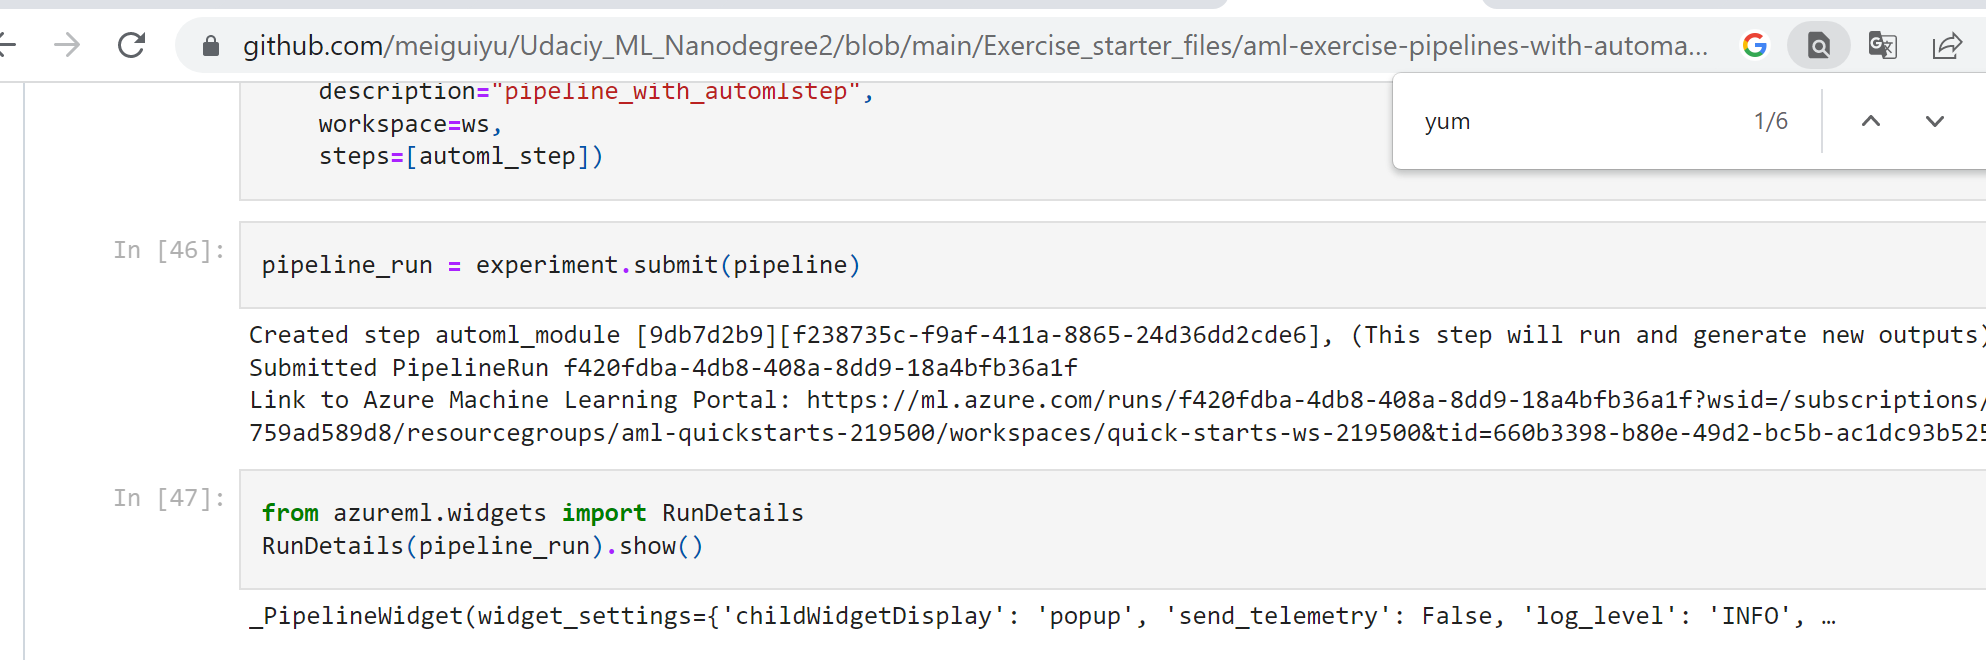 github.com/meiguiyu/Udaciy_ML_Nanodegree2/blob/main/Exercise_starter_files/aml-exercise-pipelines-with-automa...
yum 1/6
description="pipeline_with_automlstep",
workspace=ws,
steps=[automl_step])
In [46]:
pipeline_run = experiment.submit(pipeline)
Created step automl_module [9db7d2b9][f238735c-f9af-411a-8865-24d36dd2cde6], (This step will run and generate new outputs)
Submitted PipelineRun f420fdba-4db8-408a-8dd9-18a4bfb36a1f
Link to Azure Machine Learning Portal: https://ml.azure.com/runs/f420fdba-4db8-408a-8dd9-18a4bfb36a1f?wsid=/subscriptions/
759ad589d8/resourcegroups/aml-quickstarts-219500/workspaces/quick-starts-ws-219500&tid=660b3398-b80e-49d2-bc5b-ac1dc93b525
In [47]:
from azureml.widgets import RunDetails
RunDetails(pipeline_run).show()
_PipelineWidget(widget_settings={'childWidgetDisplay': 'popup', 'send_telemetry': False, 'log_level': 'INFO', …